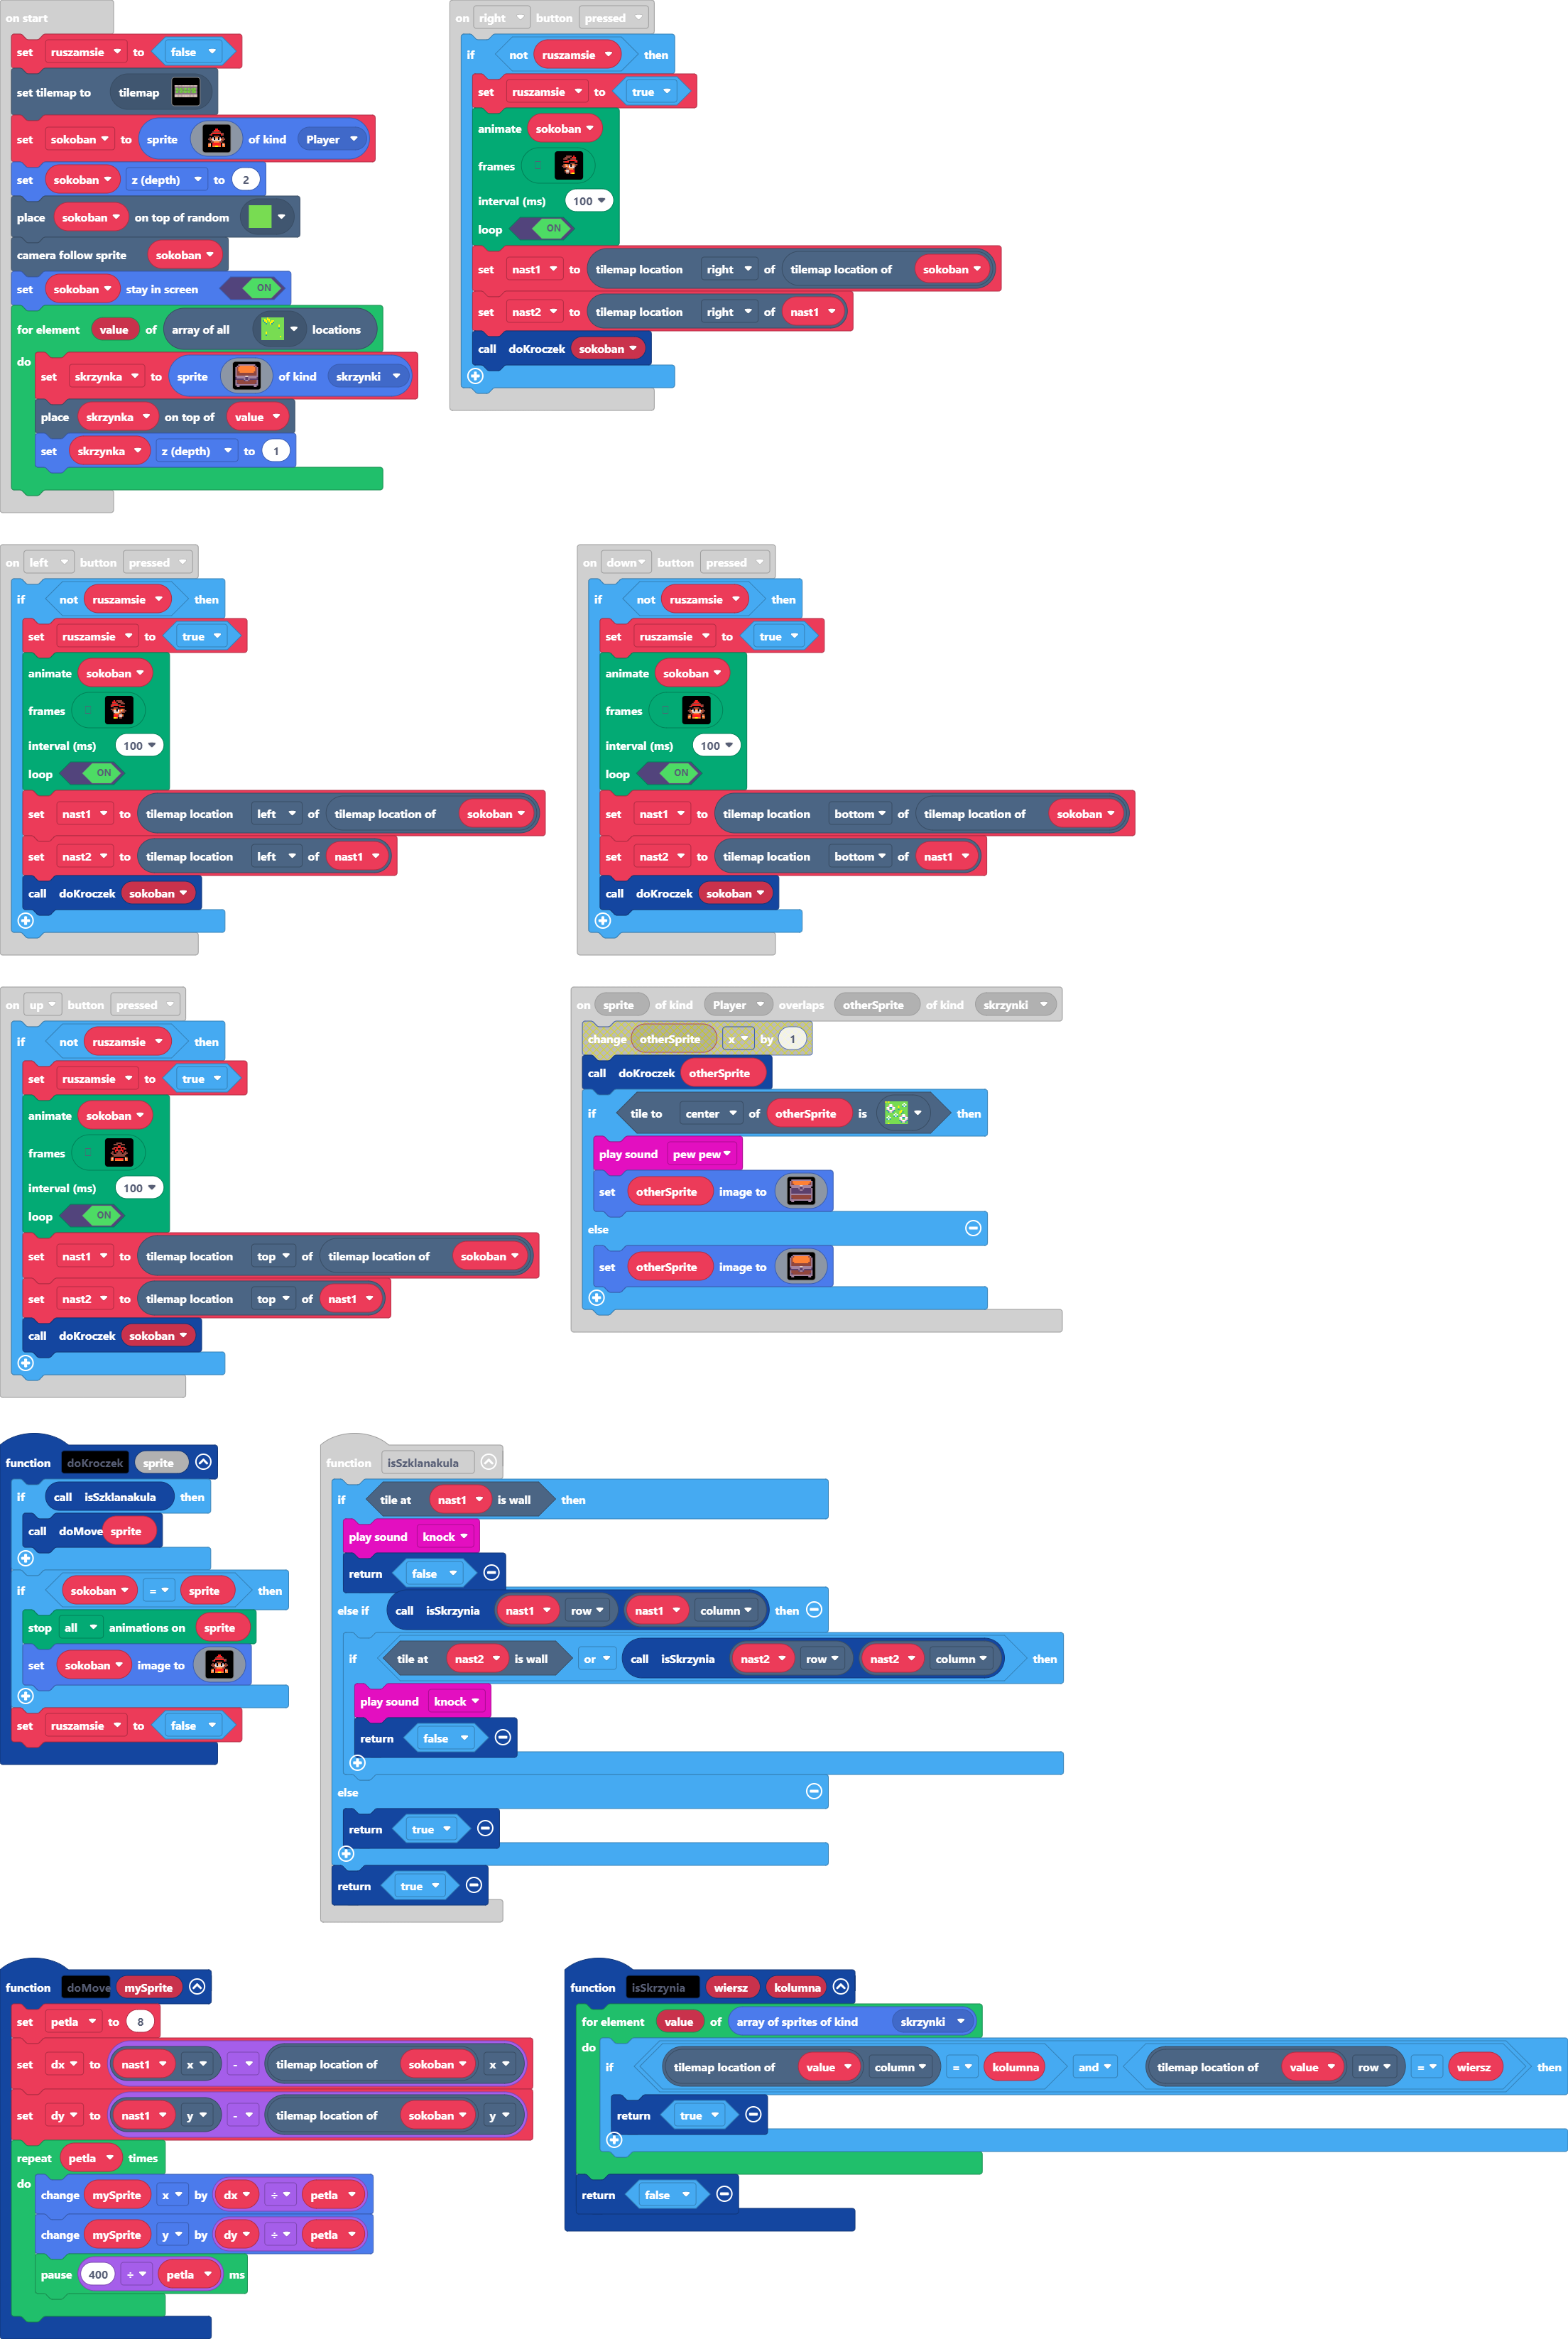 on start
set ruszamsie to false
set tilemap to tilemap
set sokoban to sprite of kind Player
set sokoban z (depth) to 2
place sokoban on top of random
camera follow sprite sokoban
set sokoban stay in screen ON
for element value of array of all locations
do
set skrzynka to sprite of kind skrzynki
place skrzynka on top of value
set skrzynka z (depth) to 1
on right button pressed
if not ruszamsie then
set ruszamsie to true
animate sokoban
frames
interval (ms) 100
loop ON
set nast1 to tilemap location right of tilemap location of sokoban
set nast2 to tilemap location right of nast1
call doKroczek sokoban
on left button pressed
if not ruszamsie then
set ruszamsie to true
animate sokoban
frames
interval (ms) 100
loop ON
set nast1 to tilemap location left of tilemap location of sokoban
set nast2 to tilemap location left of nast1
call doKroczek sokoban
on down button pressed
if not ruszamsie then
set ruszamsie to true
animate sokoban
frames
interval (ms) 100
loop ON
set nast1 to tilemap location bottom of tilemap location of sokoban
set nast2 to tilemap location bottom of nast1
call doKroczek sokoban
on up button pressed
if not ruszamsie then
set ruszamsie to true
animate sokoban
frames
interval (ms) 100
loop ON
set nast1 to tilemap location top of tilemap location of sokoban
set nast2 to tilemap location top of nast1
call doKroczek sokoban
on sprite of kind Player overlaps otherSprite of kind skrzynki
change otherSprite x by 1
call doKroczek otherSprite
if tile to center of otherSprite is then
play sound pew pew
set otherSprite image to
else
set otherSprite image to
function doKroczek sprite
if call isSzklanakula then
call doMove sprite
if sokoban = sprite then
stop all animations on sprite
set sokoban image to
set ruszamsie to false
function isSzklanakula
if tile at nast1 is wall then
play sound knock
return false
else if call isSkrzynia nast1 row nast1 column then
if tile at nast2 is wall or call isSkrzynia nast2 row nast2 column then
play sound knock
return false
else
return true
return true
function doMove mySprite
set petla to 8
set dx to nast1 x - tilemap location of sokoban x
set dy to nast1 y - tilemap location of sokoban y
repeat petla times
do
change mySprite x by dx ÷ petla
change mySprite y by dy ÷ petla
pause 400 ÷ petla ms
function isSkrzynia wiersz kolumna
for element value of array of sprites of kind skrzynki
do
if tilemap location of value column = kolumna and tilemap location of value row = wiersz then
return true
return false